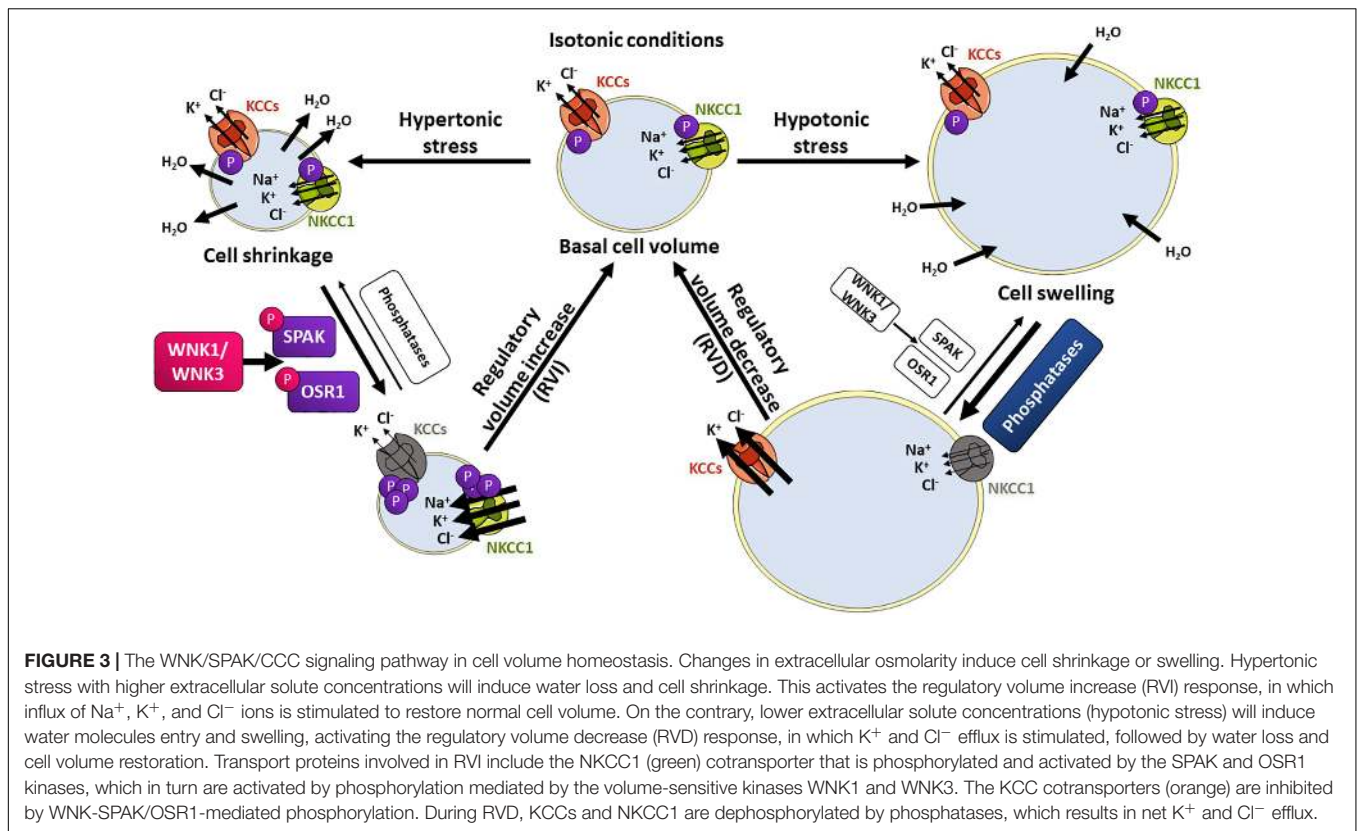 Isotonic conditions
Cl⁻
K⁺
KCCs
H₂O
H₂O
H₂O
H₂O
P
P
Na⁺
K⁺
Cl⁻
NKCC1
Cell shrinkage
Hypertonic
stress
Cl⁻
K⁺
KCCs
P
P
NKCC1
Na⁺
K⁺
Cl⁻
Basal cell volume
Hypotonic
stress
Cl⁻
K⁺
KCCs
H₂O
NKCC1
P
P
Na⁺
K⁺
Cl⁻
H₂O
H₂O
H₂O
Cell swelling
WNK1/
WNK3
P
SPAK
P
OSR1
Phosphatases
Cl⁻
K⁺
KCCs
P
P
P
P
P
Na⁺
K⁺
Cl⁻
NKCC1
Regulatory
volume increase
(RVI)
Regulatory
volume decrease
(RVD)
WNK1/
WNK3
SPAK
OSR1
Phosphatases
Cl⁻
K⁺
KCCs
Na⁺
K⁺
Cl⁻
NKCC1
FIGURE 3 | The WNK/SPAK/CCC signaling pathway in cell volume homeostasis. Changes in extracellular osmolarity induce cell shrinkage or swelling. Hypertonic
stress with higher extracellular solute concentrations will induce water loss and cell shrinkage. This activates the regulatory volume increase (RVI) response, in which
influx of Na⁺, K⁺, and Cl⁻ ions is stimulated to restore normal cell volume. On the contrary, lower extracellular solute concentrations (hypotonic stress) will induce
water molecules entry and swelling, activating the regulatory volume decrease (RVD) response, in which K⁺ and Cl⁻ efflux is stimulated, followed by water loss and
cell volume restoration. Transport proteins involved in RVI include the NKCC1 (green) cotransporter that is phosphorylated and activated by the SPAK and OSR1
kinases, which in turn are activated by phosphorylation mediated by the volume-sensitive kinases WNK1 and WNK3. The KCC cotransporters (orange) are inhibited
by WNK-SPAK/OSR1-mediated phosphorylation. During RVD, KCCs and NKCC1 are dephosphorylated by phosphatases, which results in net K⁺ and Cl⁻ efflux.